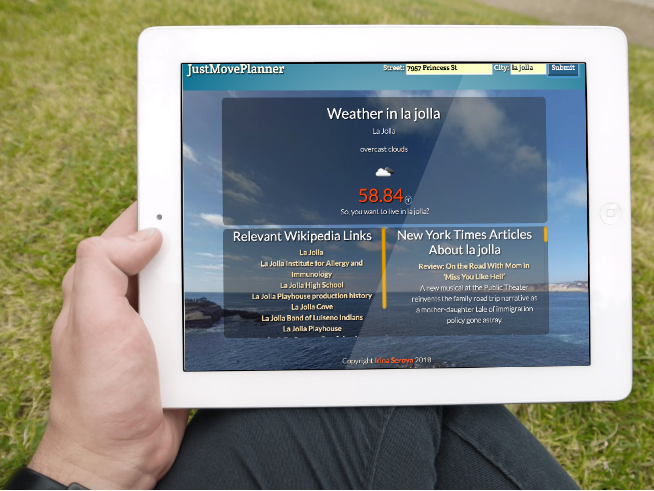 JustMovePlanner
Street: 7957 Princess St City: la jolla Submit
Weather in la jolla
La Jolla
overcast clouds
58.84
So, you want to live in la jolla?
Relevant Wikipedia Links
La Jolla
La Jolla Institute for Allergy and
Immunology
La Jolla High School
La Jolla Playhouse production history
La Jolla Cove
La Jolla Band of Luiseno Indians
La Jolla Playhouse
New York Times Articles
About la jolla
Review: On the Road With Mom in
'Miss You Like Hell'
A new musical at the Public Theater
reinvents the family road trip narrative as
a mother-daughter tale of immigration
policy gone astray.
Copyright Irina Serova 2018